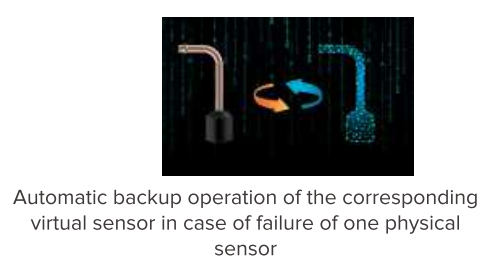 Automatic backup operation of the corresponding
virtual sensor in case of failure of one physical
sensor